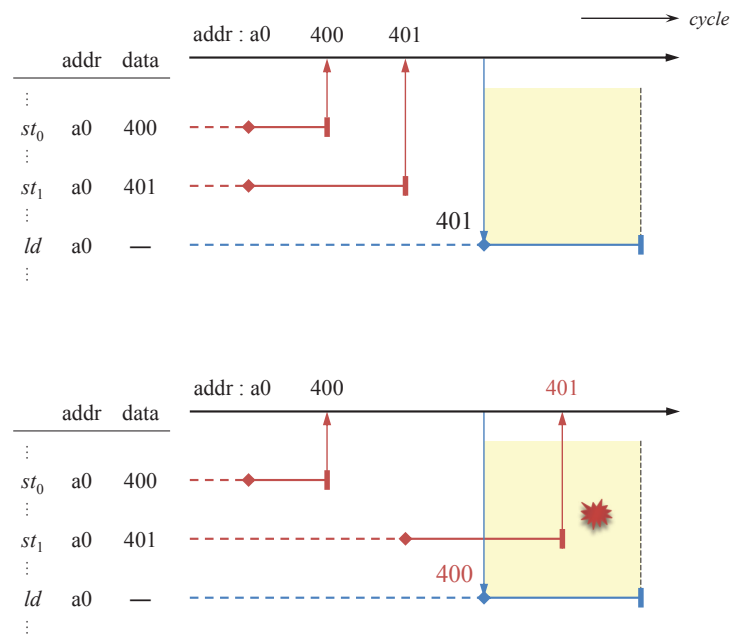 cycle
addr : a0 400 401
addr data
⋮
st₀ a0 400
⋮
st₁ a0 401
⋮
401
ld a0 —
⋮
addr : a0 400 401
addr data
⋮
st₀ a0 400
⋮
st₁ a0 401
⋮
400
ld a0 —
⋮